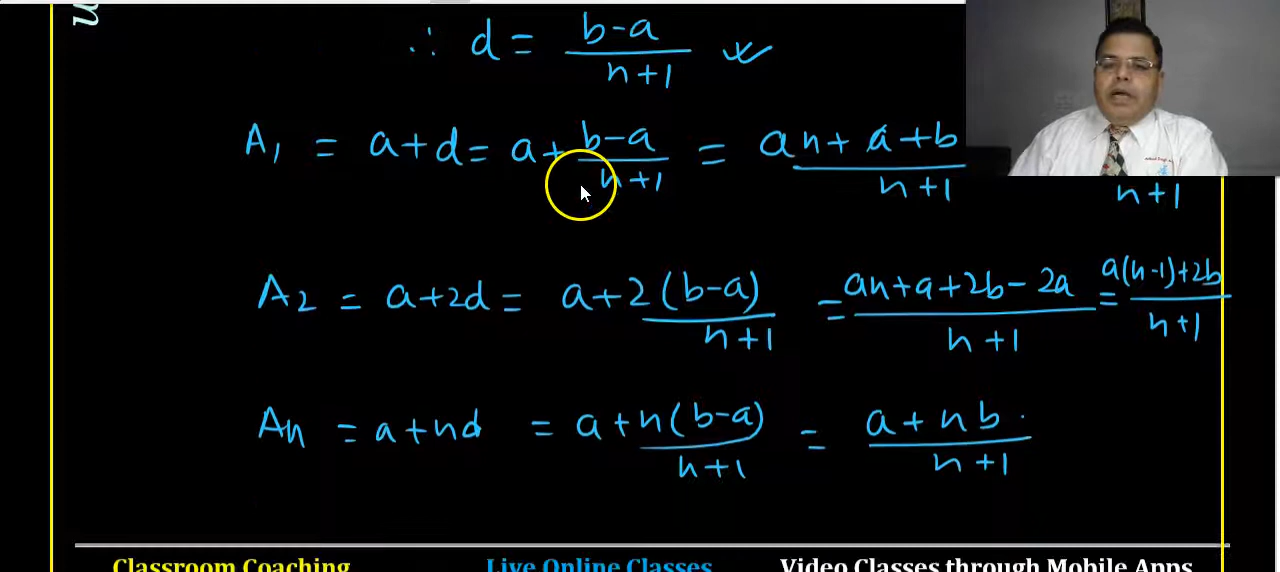 ∴ d = (b-a)/(n+1)
A₁ = a+d = a + (b-a)/(n+1) = (an + a + b)/(n+1) n+1
A₂ = a+2d = a + 2(b-a)/(n+1) = (an+a+2b-2a)/(n+1) = (a(n-1)+2b)/(n+1)
Aₙ = a+nd = a + n(b-a)/(n+1) = (a+nb)/(n+1)
Classroom Coaching Live Online Classes Video Classes through Mobile Apps